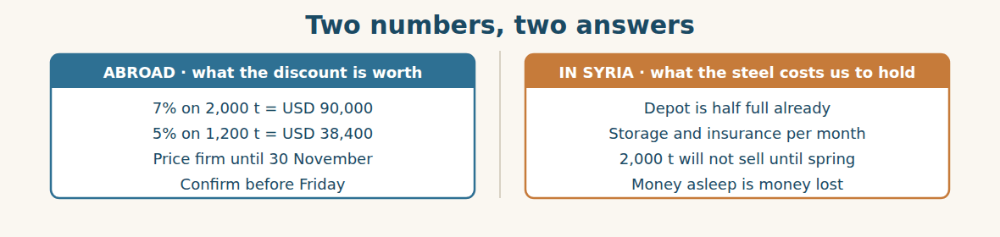 Two numbers, two answers
ABROAD · what the discount is worth
7% on 2,000 t = USD 90,000
5% on 1,200 t = USD 38,400
Price firm until 30 November
Confirm before Friday
IN SYRIA · what the steel costs us to hold
Depot is half full already
Storage and insurance per month
2,000 t will not sell until spring
Money asleep is money lost